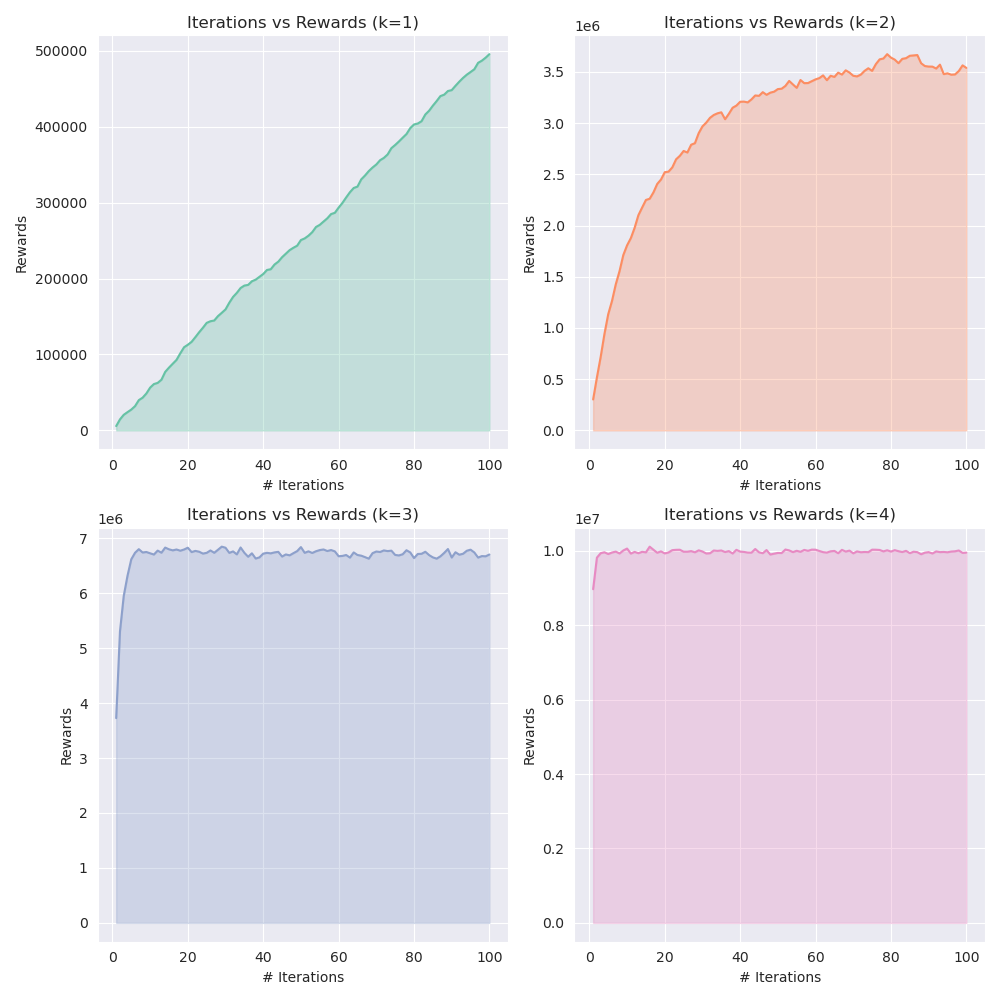 Iterations vs Rewards (k=1)
500000
400000
300000
200000
100000
0
Rewards
0 20 40 60 80 100
# Iterations
Iterations vs Rewards (k=2)
1e6
3.5
3.0
2.5
2.0
1.5
1.0
0.5
0.0
Rewards
0 20 40 60 80 100
# Iterations
Iterations vs Rewards (k=3)
1e6
7
6
5
4
3
2
1
0
Rewards
0 20 40 60 80 100
# Iterations
Iterations vs Rewards (k=4)
1e7
1.0
0.8
0.6
0.4
0.2
0.0
Rewards
0 20 40 60 80 100
# Iterations